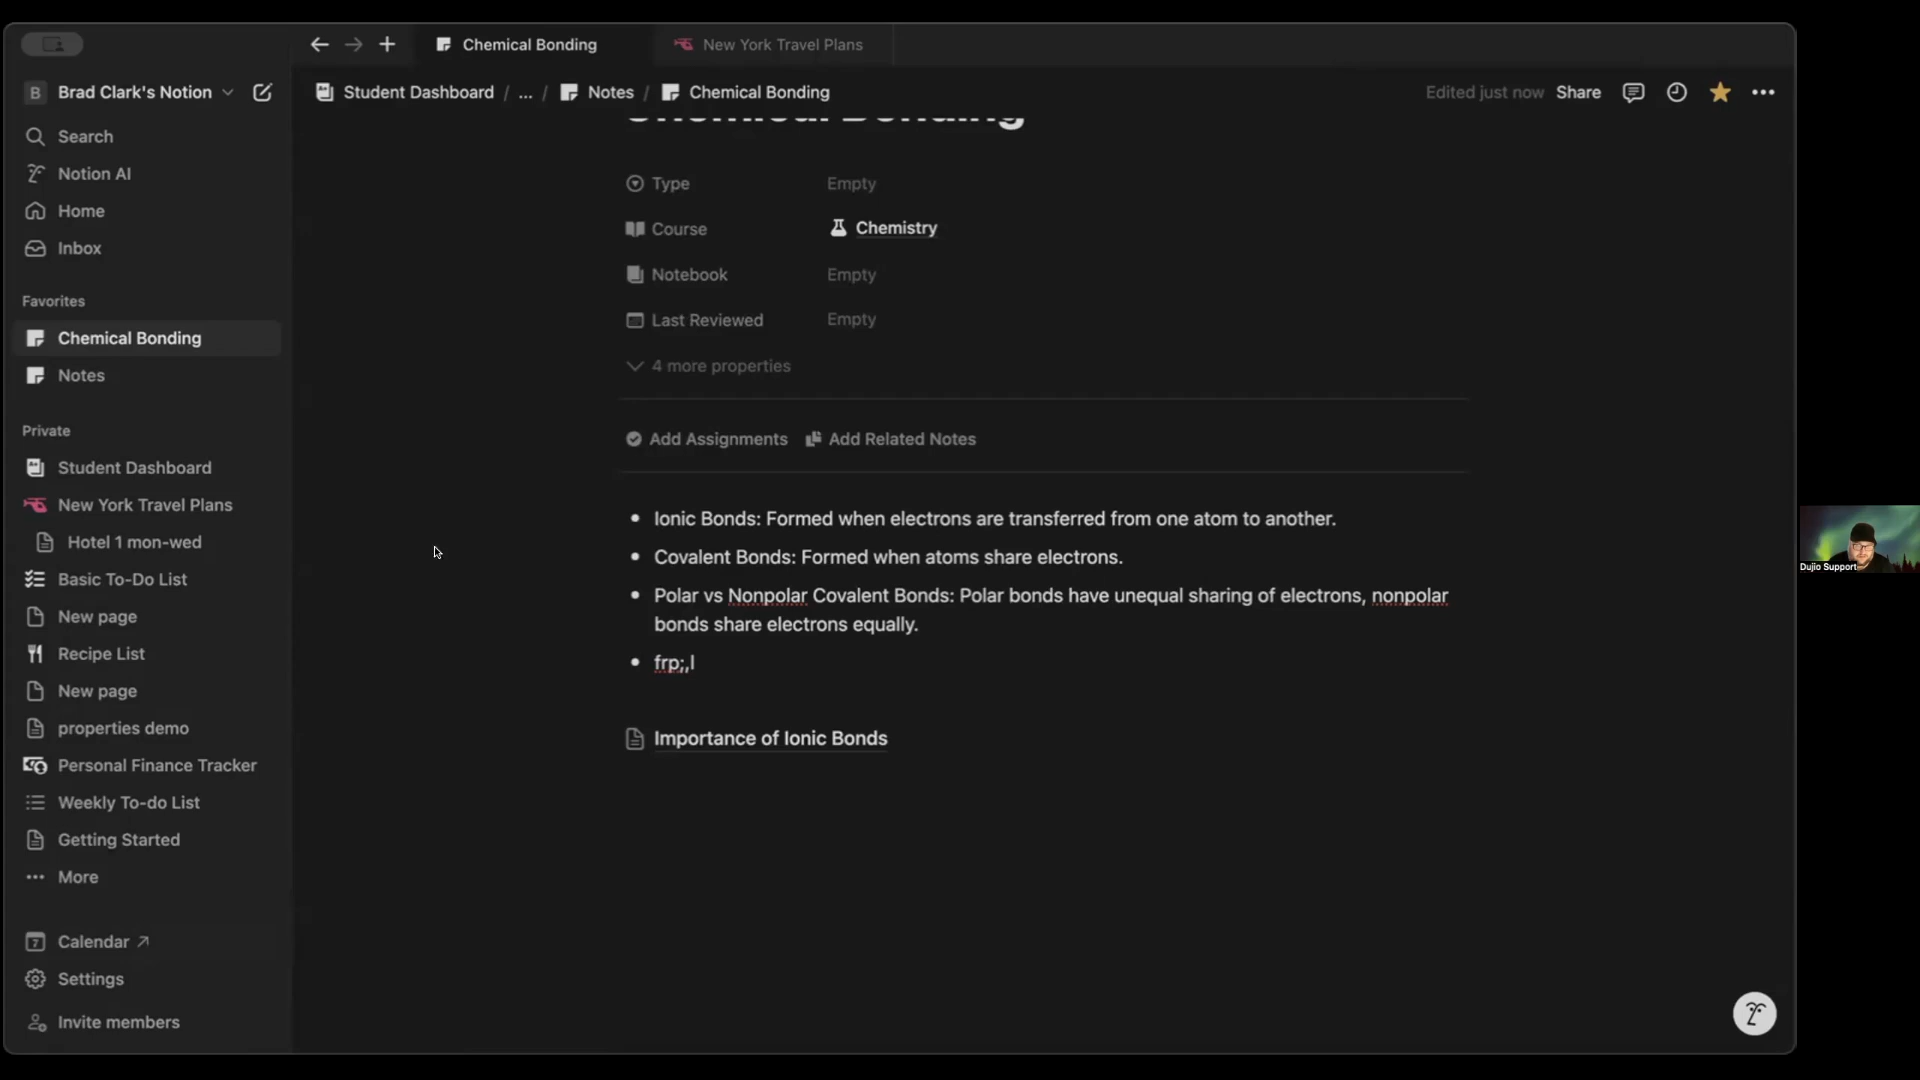 Chemical Bonding
New York Travel Plans
B Brad Clark's Notion
Student Dashboard / ... / Notes / Chemical Bonding
Edited just now Share
Search
Notion AI
Home
Inbox
Favorites
Chemical Bonding
Notes
Private
Student Dashboard
New York Travel Plans
Hotel 1 mon-wed
Basic To-Do List
New page
Recipe List
New page
properties demo
Personal Finance Tracker
Weekly To-do List
Getting Started
More
7 Calendar
Settings
Invite members
Chemical Bonding
Type Empty
Course Chemistry
Notebook Empty
Last Reviewed Empty
4 more properties
Add Assignments Add Related Notes
• Ionic Bonds: Formed when electrons are transferred from one atom to another.
• Covalent Bonds: Formed when atoms share electrons.
• Polar vs Nonpolar Covalent Bonds: Polar bonds have unequal sharing of electrons, nonpolar
bonds share electrons equally.
• frp;,l
Importance of Ionic Bonds
Dujio Support